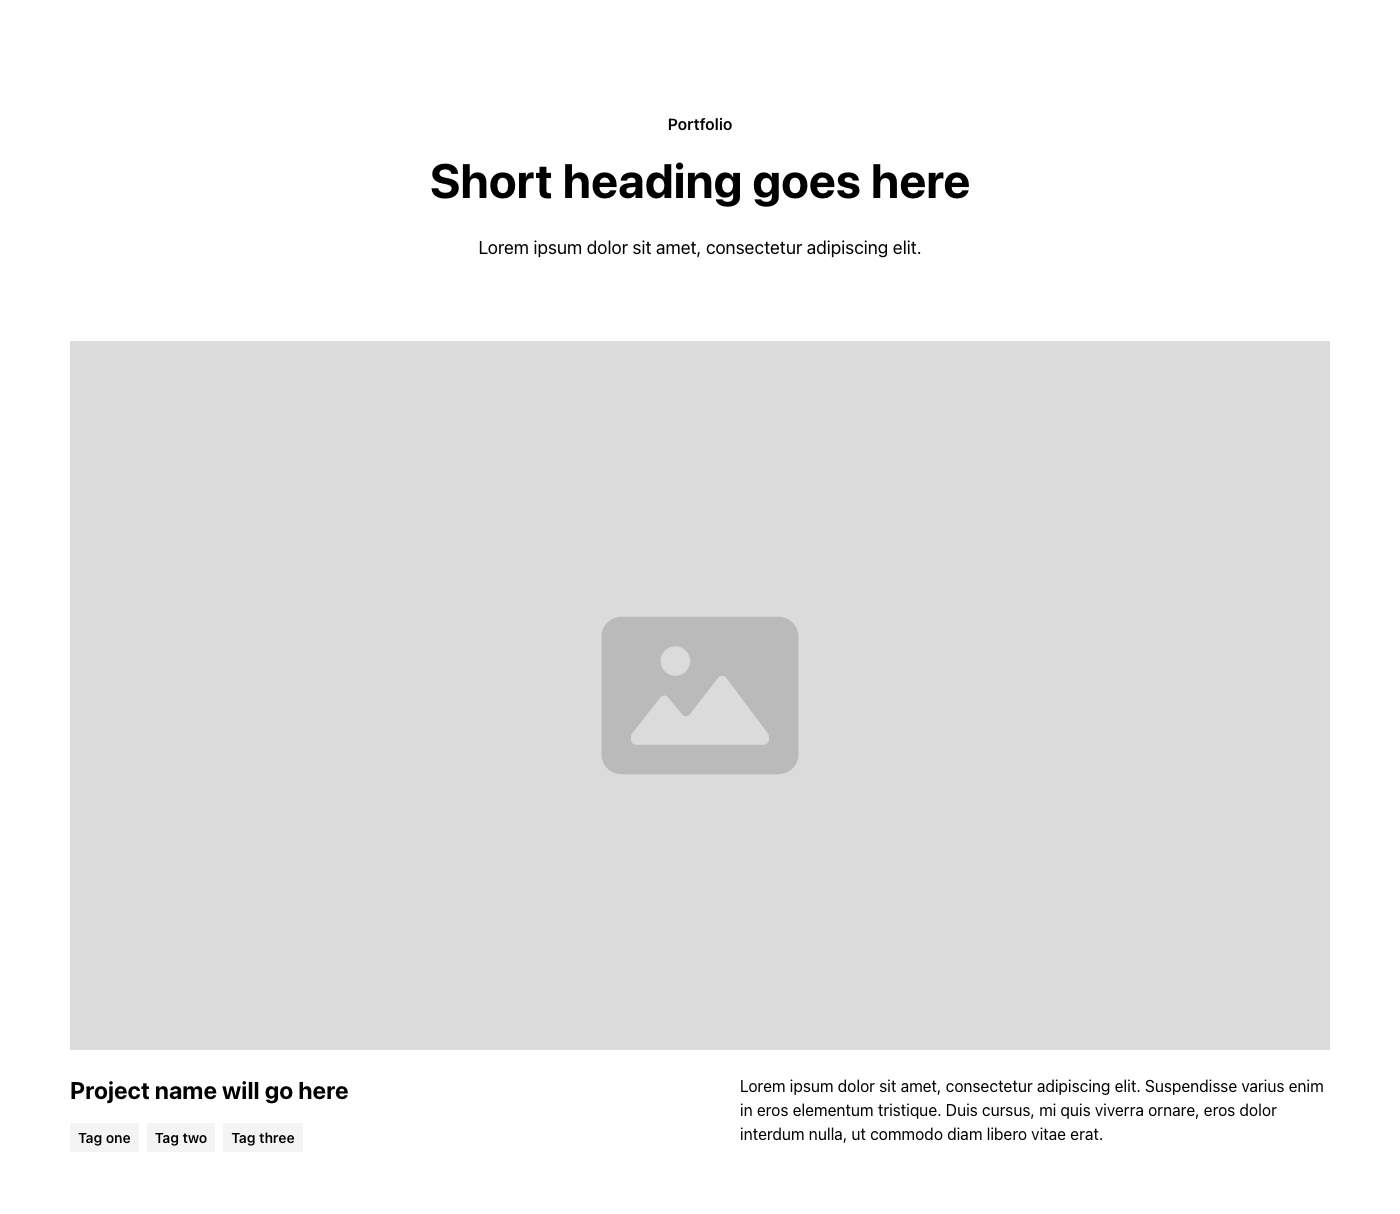 Portfolio
Short heading goes here
Lorem ipsum dolor sit amet, consectetur adipiscing elit.
Project name will go here
Tag one Tag two Tag three
Lorem ipsum dolor sit amet, consectetur adipiscing elit. Suspendisse varius enim
in eros elementum tristique. Duis cursus, mi quis viverra ornare, eros dolor
interdum nulla, ut commodo diam libero vitae erat.